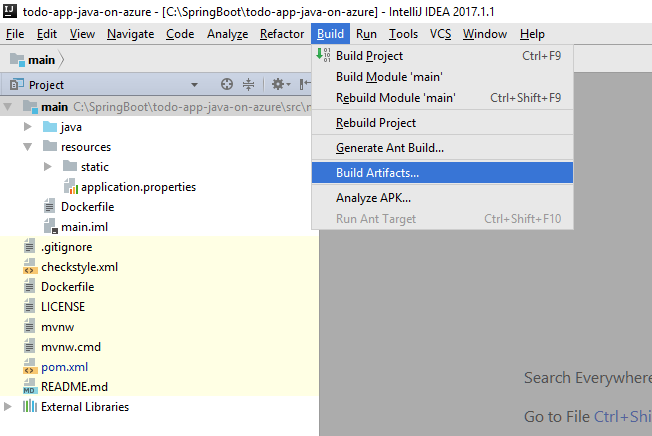 todo-app-java-on-azure - [C:\SpringBoot\todo-app-java-on-azure] - IntelliJ IDEA 2017.1.1
File Edit View Navigate Code Analyze Refactor Build Run Tools VCS Window Help
main
Project
main C:\SpringBoot\todo-app-java-on-azure\src\
java
resources
static
application.properties
Dockerfile
main.iml
.gitignore
checkstyle.xml
Dockerfile
LICENSE
mvnw
mvnw.cmd
pom.xml
README.md
External Libraries
Build Project Ctrl+F9
Build Module 'main'
Rebuild Module 'main' Ctrl+Shift+F9
Rebuild Project
Generate Ant Build...
Build Artifacts...
Analyze APK...
Run Ant Target Ctrl+Shift+F10
Search Everywhere
Go to File Ctrl+Shi